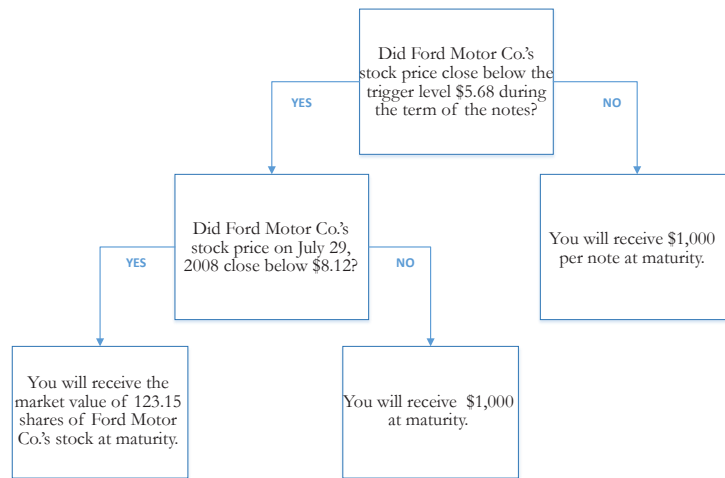 Did Ford Motor Co.'s
stock price close below the
trigger level $5.68 during
the term of the notes?
YES
NO
Did Ford Motor Co.'s
stock price on July 29,
2008 close below $8.12?
You will receive $1,000
per note at maturity.
YES
NO
You will receive the
market value of 123.15
shares of Ford Motor
Co.'s stock at maturity.
You will receive $1,000
at maturity.